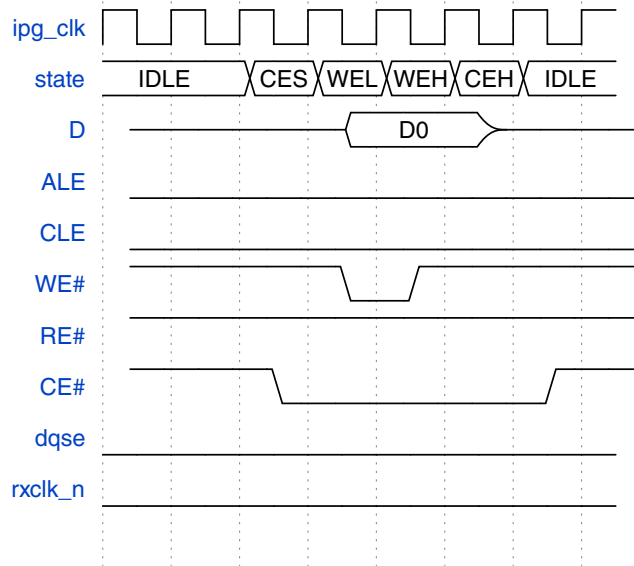 ipg_clk
state IDLE CES WEL WEH CEH IDLE
D D0
ALE
CLE
WE#
RE#
CE#
dqse
rxclk_n